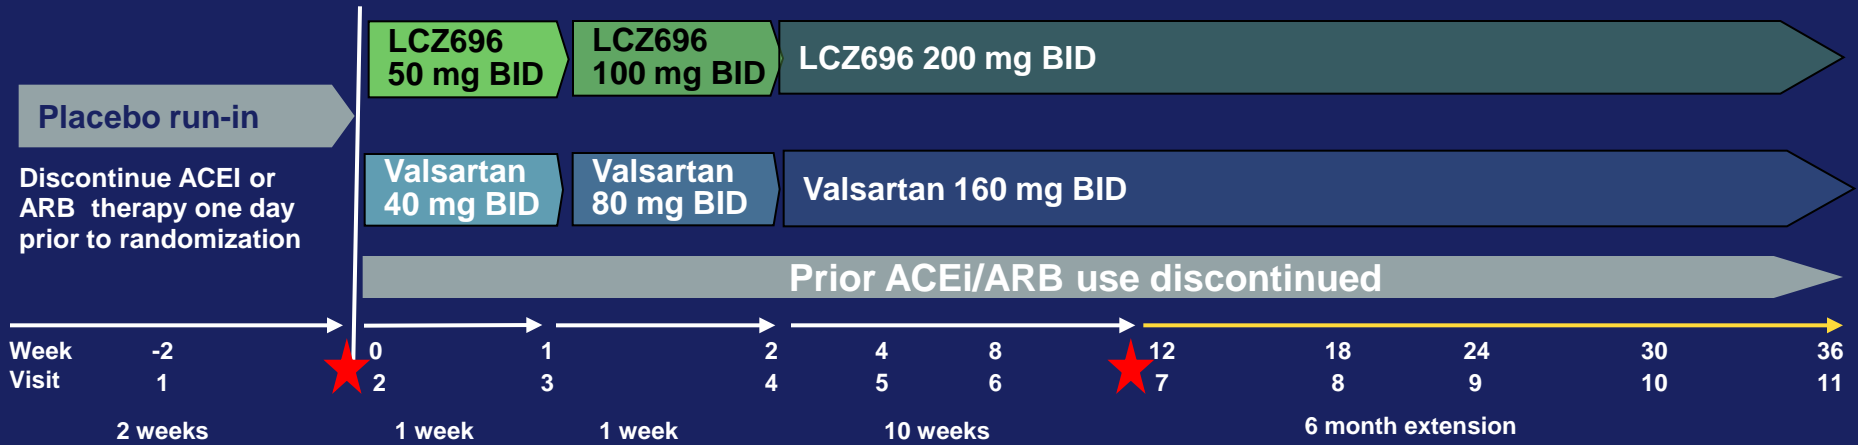 LCZ696
50 mg BID
LCZ696
100 mg BID
LCZ696 200 mg BID
Placebo run-in
Discontinue ACEI or
ARB therapy one day
prior to randomization
Valsartan
40 mg BID
Valsartan
80 mg BID
Valsartan 160 mg BID
Prior ACEi/ARB use discontinued
Week -2 0 1 2 4 8 12 18 24 30 36
Visit 1 2 3 4 5 6 7 8 9 10 11
2 weeks 1 week 1 week 10 weeks 6 month extension